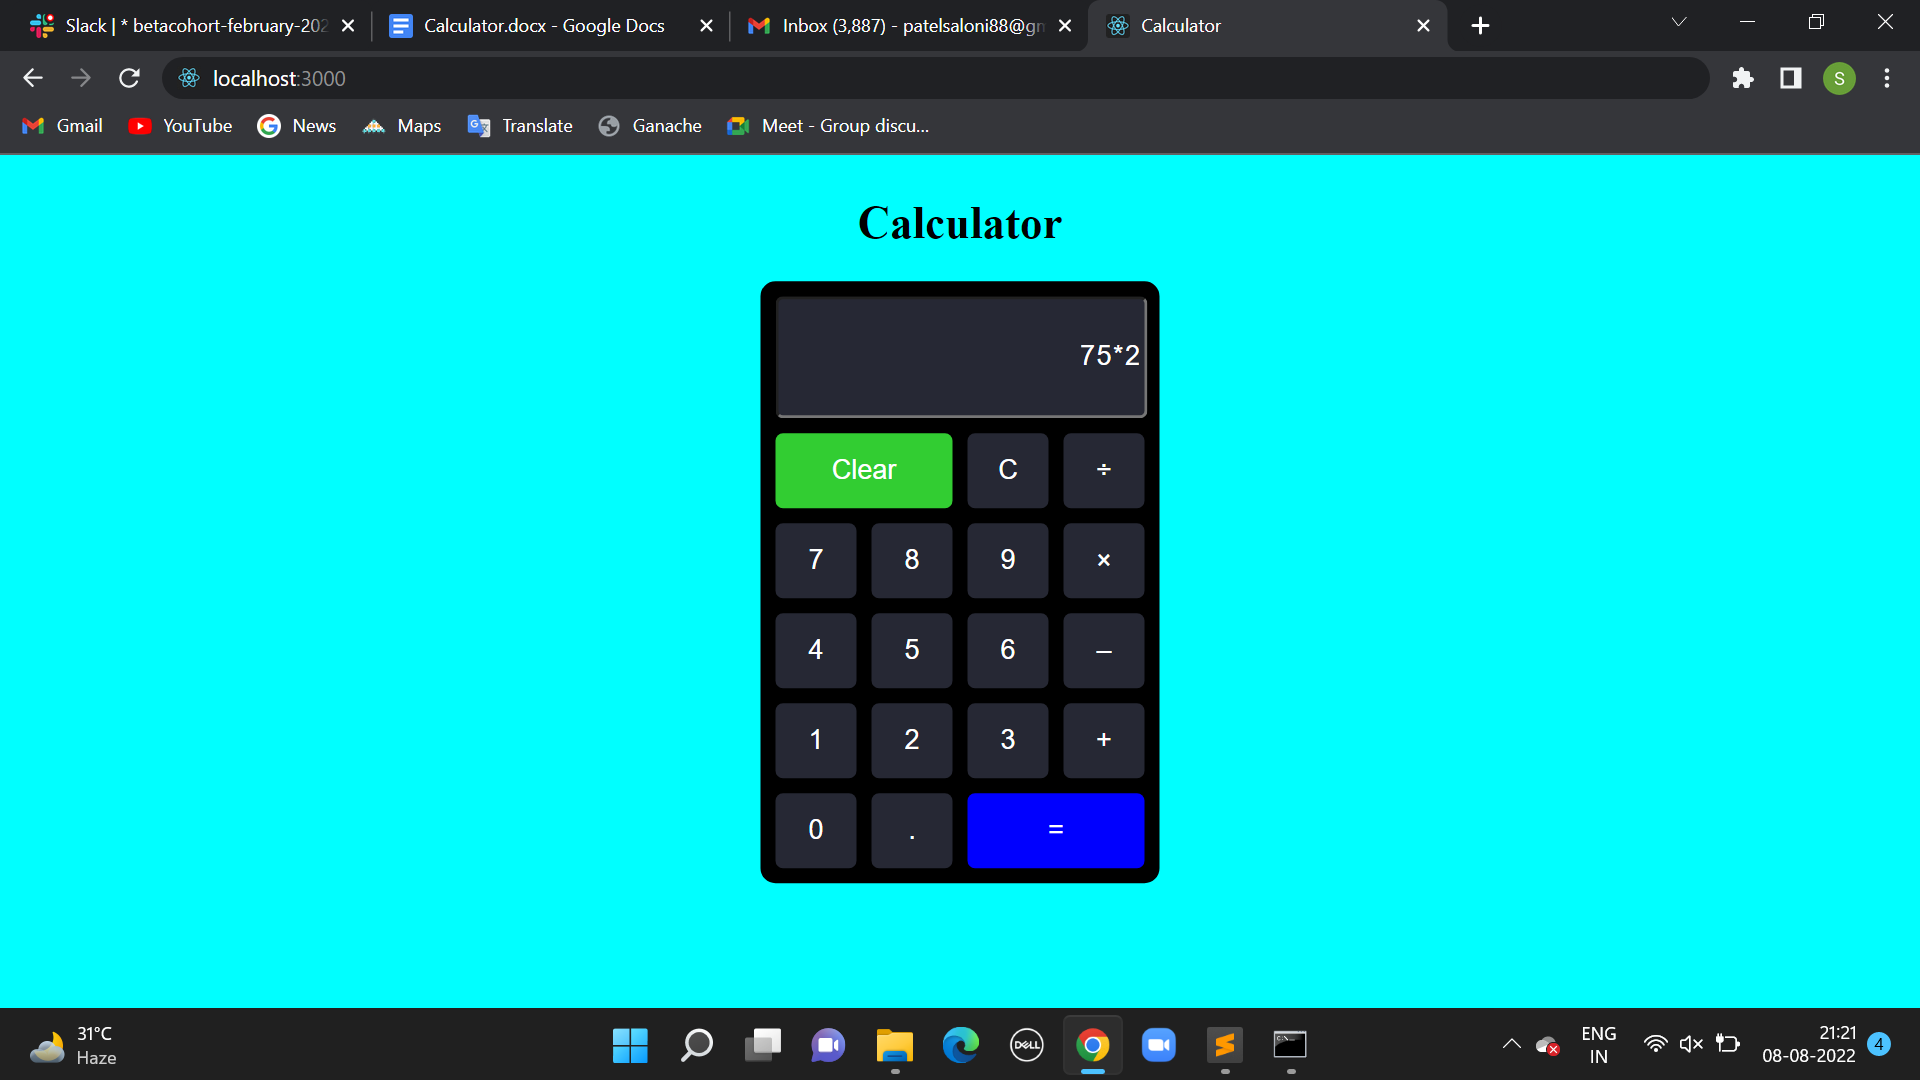 Slack | * betacohort-february-202
Calculator.docx - Google Docs
Inbox (3,887) - patelsaloni88@gm
Calculator
localhost:3000
S
Gmail
YouTube
News
Maps
Translate
Ganache
Meet - Group discu...
Calculator
75*2
Clear C ÷
7 8 9 ×
4 5 6 –
1 2 3 +
0 . =
31°C
Haze
DELL
ENG
IN
21:21
08-08-2022
4